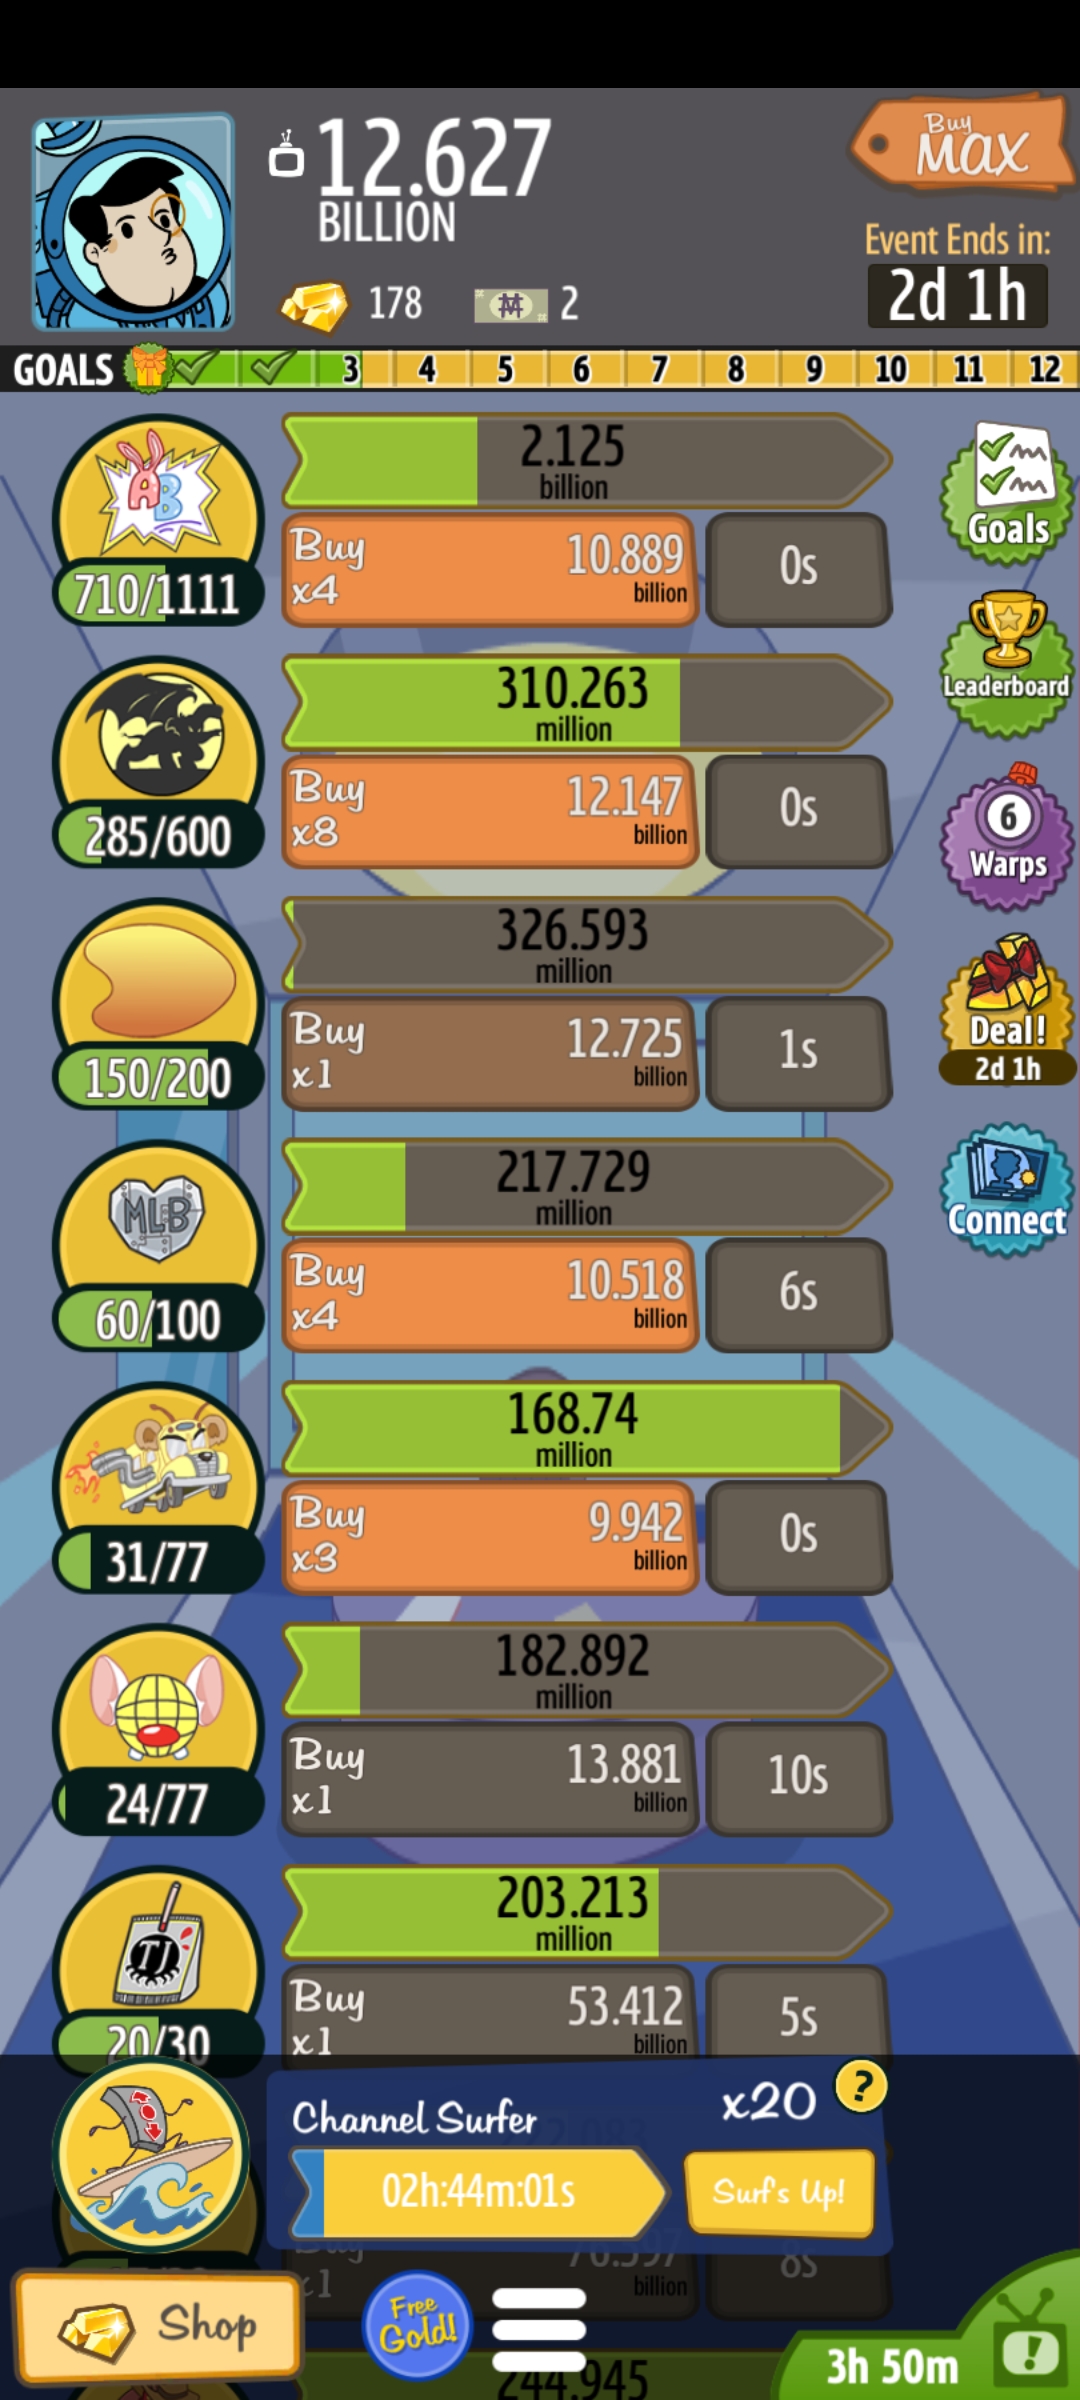 12.627
BILLION
Buy
MAX
Event Ends in:
2d 1h
178
2
GOALS
3
4
5
6
7
8
9
10
11
12
AB
710/1111
2.125
billion
Buy
x4
10.889
billion
0s
Goals
285/600
310.263
million
Buy
x8
12.147
billion
0s
Leaderboard
6
Warps
150/200
326.593
million
Buy
x1
12.725
billion
1s
Deal!
2d 1h
MLB
60/100
217.729
million
Buy
x4
10.518
billion
6s
Connect
31/77
168.74
million
Buy
x3
9.942
billion
0s
24/77
182.892
million
Buy
x1
13.881
billion
10s
TJ
20/30
203.213
million
Buy
x1
53.412
billion
5s
Channel Surfer
x20
?
02h:44m:01s
Surf's Up!
Buy
x1
76.597
billion
8s
Shop
Free
Gold!
244.945
3h 50m
!